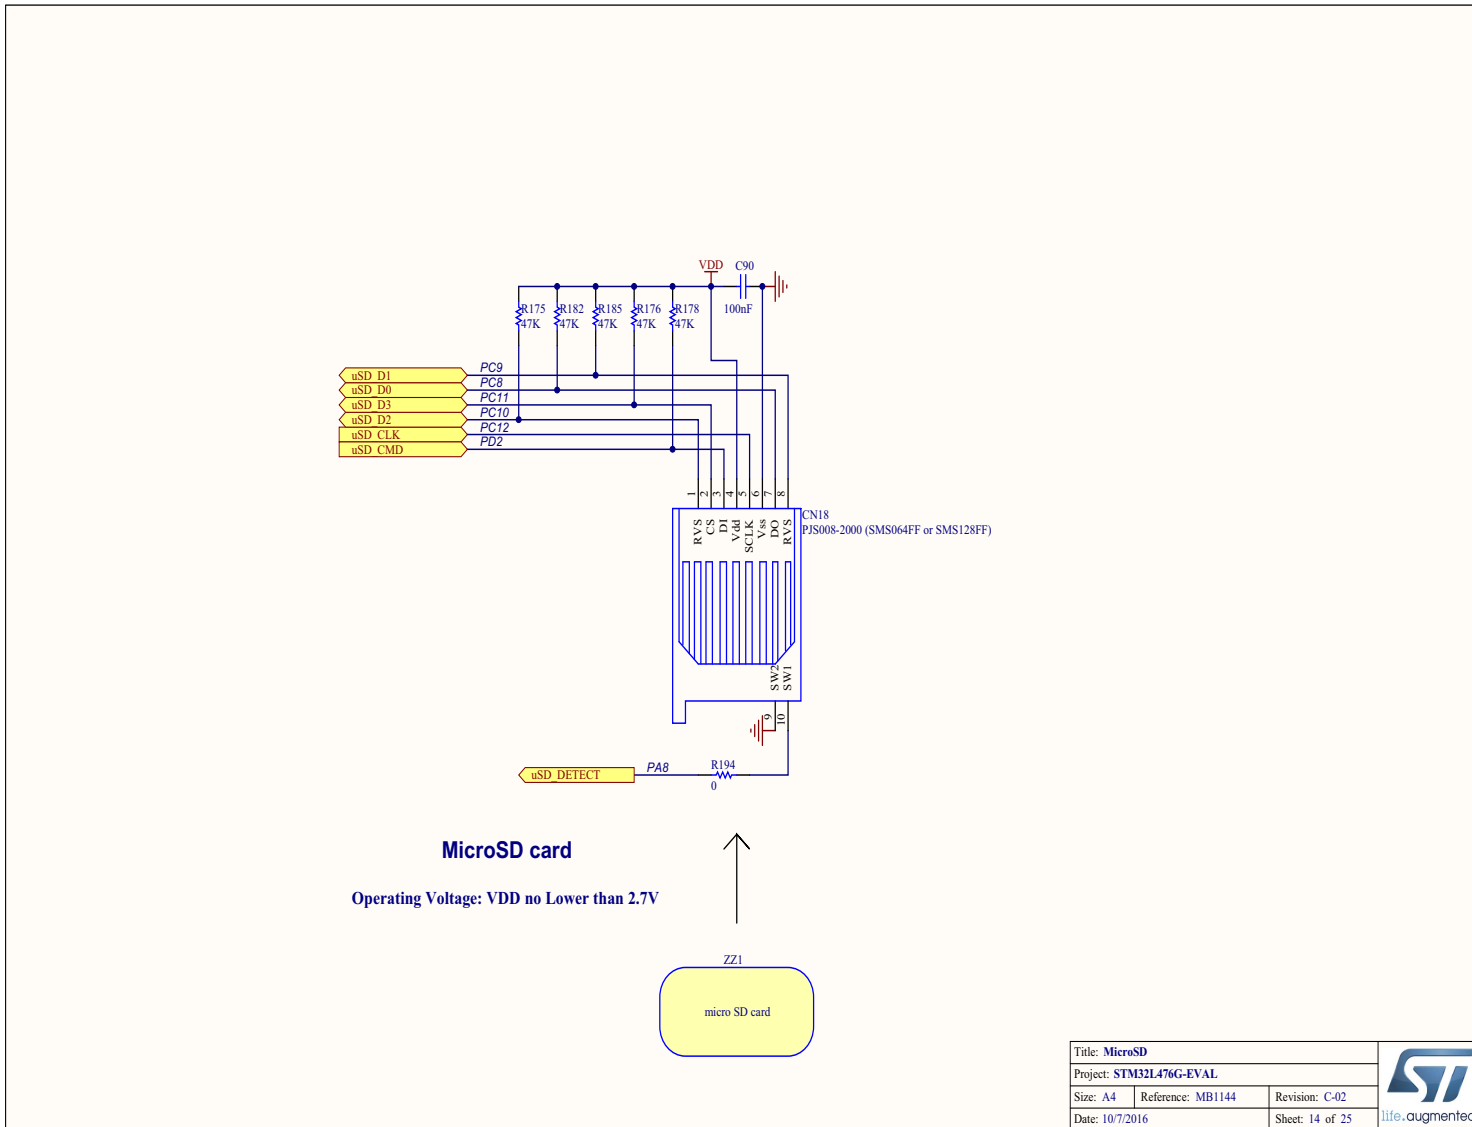 VDD
C90
100nF
R175
47K
R182
47K
R185
47K
R176
47K
R178
47K
uSD_D1
PC9
uSD_D0
PC8
uSD_D3
PC11
uSD_D2
PC10
uSD_CLK
PC12
uSD_CMD
PD2
1
2
3
4
5
6
7
8
RVS
CS
DI
Vdd
SCLK
Vss
DO
RVS
CN18
PJS008-2000 (SMS064FF or SMS128FF)
SW2
SW1
9
10
uSD_DETECT
PA8
R194
0
MicroSD card
Operating Voltage: VDD no Lower than 2.7V
ZZ1
micro SD card
Title: MicroSD
Project: STM32L476G-EVAL
Size: A4 Reference: MB1144 Revision: C-02
Date: 10/7/2016 Sheet: 14 of 25
ST
life.augmented